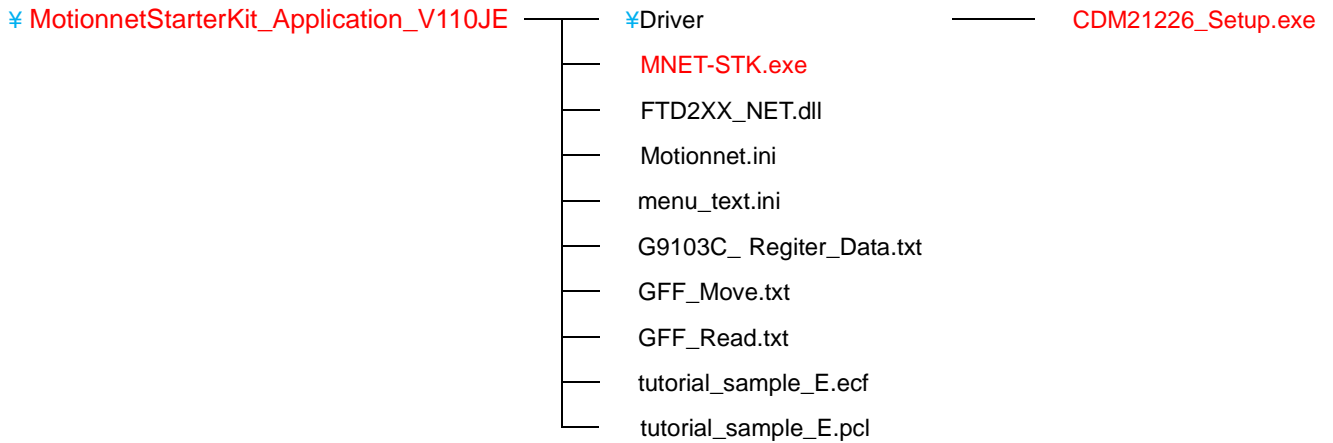 ¥ MotionnetStarterKit_Application_V110JE ¥Driver CDM21226_Setup.exe
MNET-STK.exe
FTD2XX_NET.dll
Motionnet.ini
menu_text.ini
G9103C_ Regiter_Data.txt
GFF_Move.txt
GFF_Read.txt
tutorial_sample_E.ecf
tutorial_sample_E.pcl